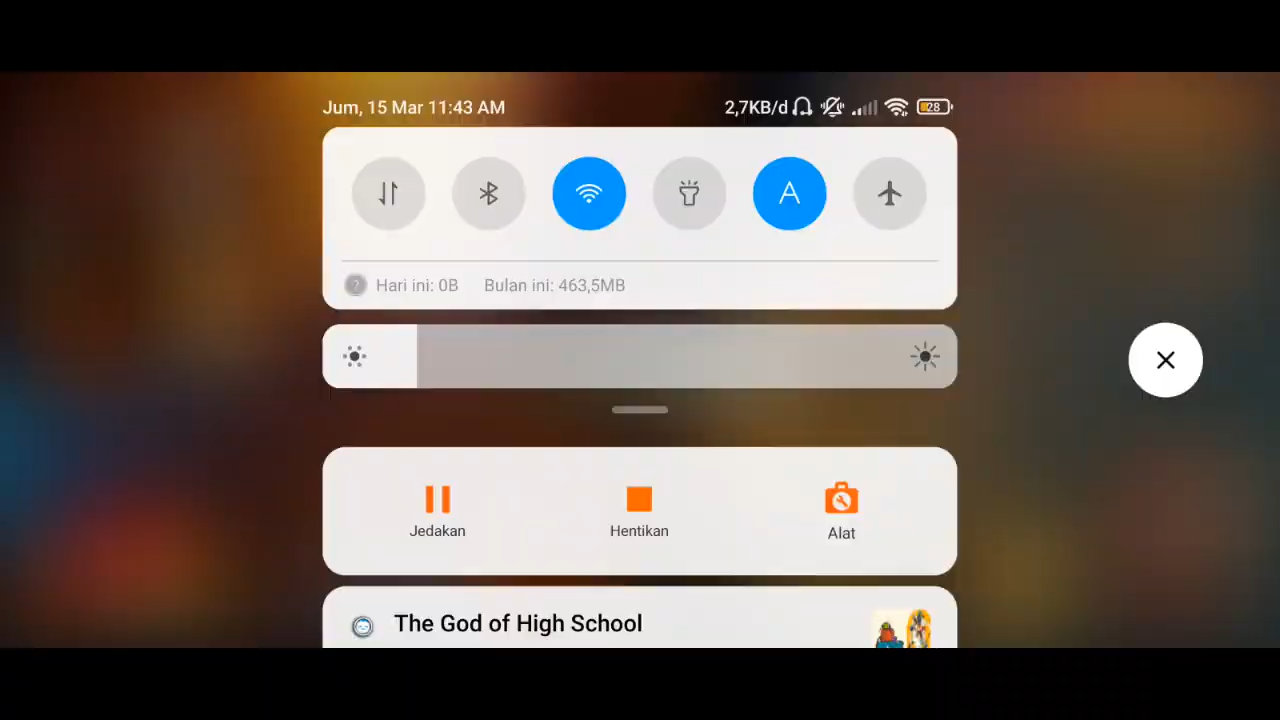 Jum, 15 Mar 11:43 AM
2,7KB/d
28
A
Hari ini: 0B Bulan ini: 463,5MB
Jedakan Hentikan Alat
The God of High School